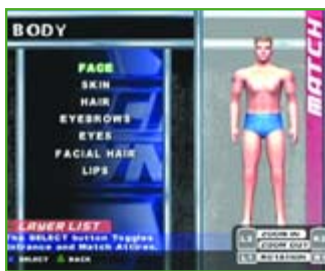 BODY
FACE
SKIN
HAIR
EYEBROWS
EYES
FACIAL HAIR
LIPS
MATCH
LAYER LIST
The SELECT button Toggles
Entrance and Match Attires.
SELECT BACK
ZOOM IN
ZOOM OUT
ROTATION